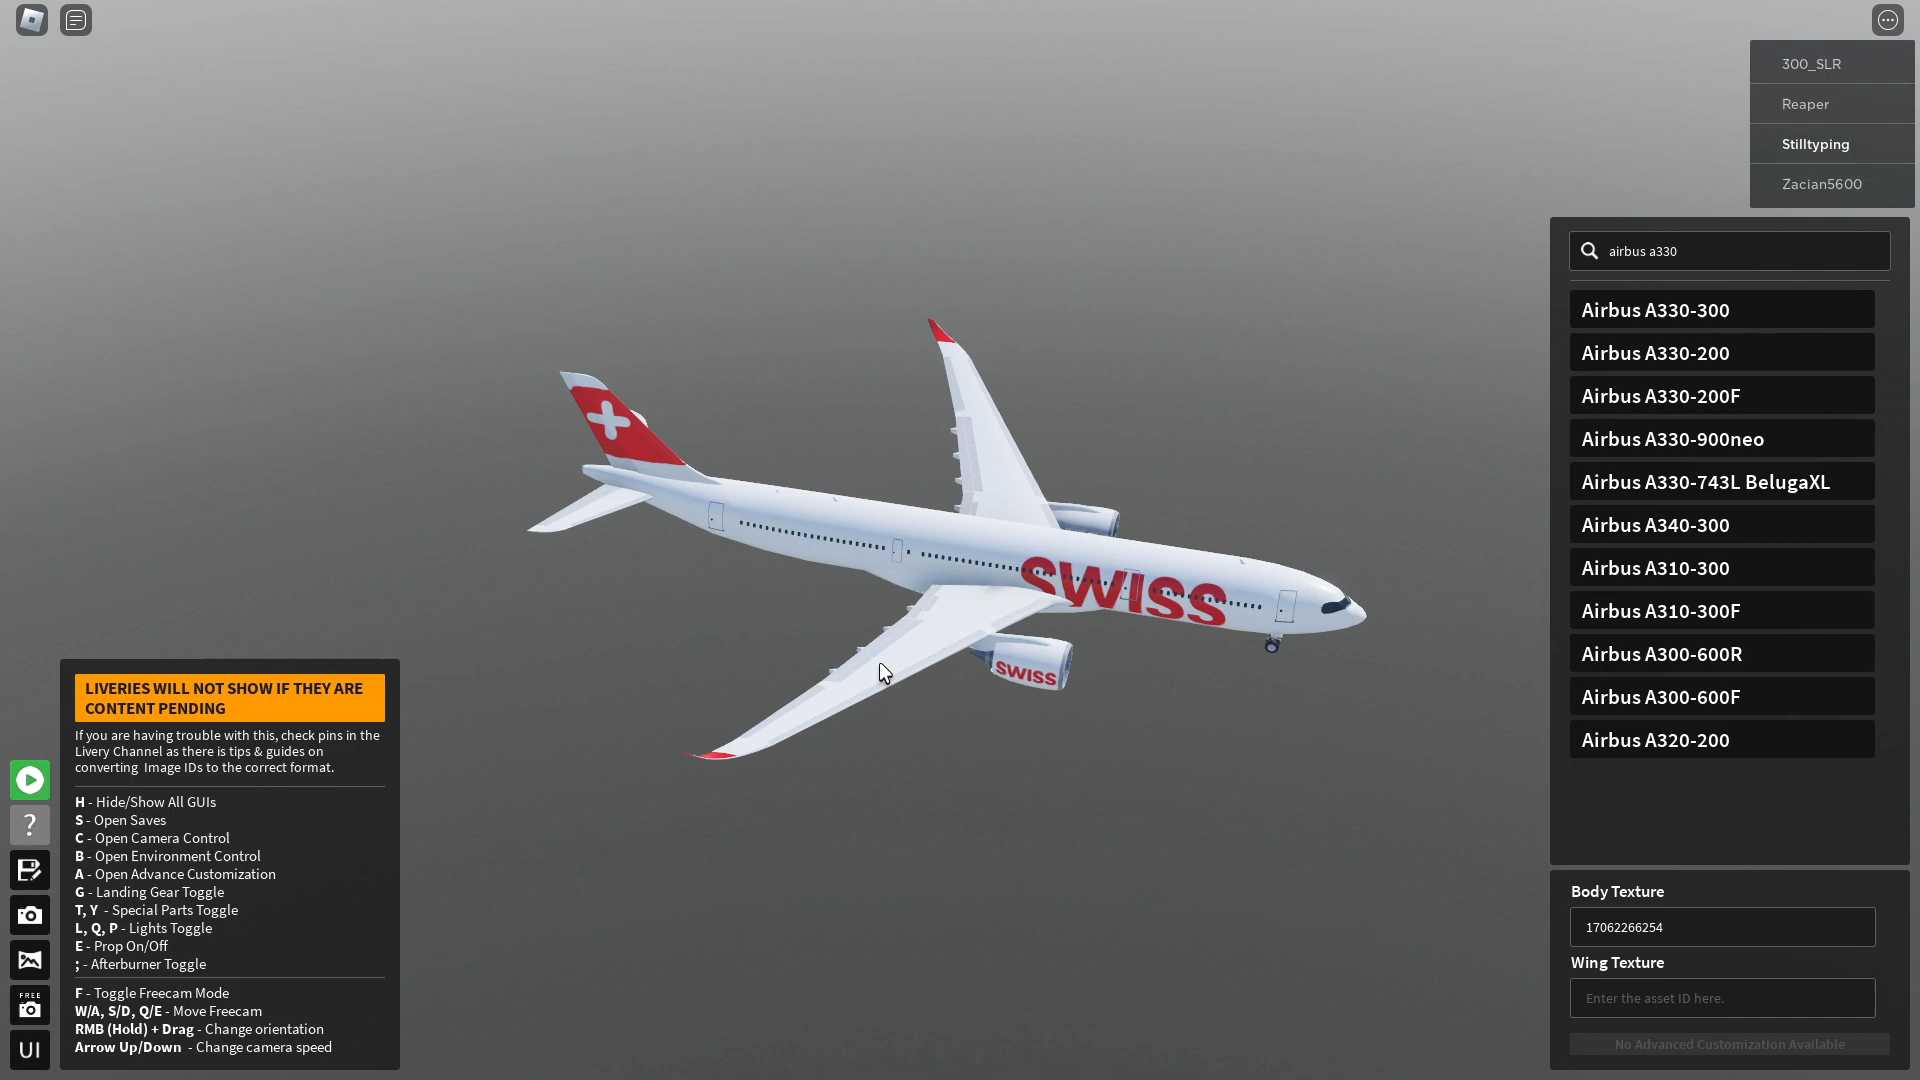 300_SLR
Reaper
Stilltyping
Zacian5600
airbus a330
Airbus A330-300
Airbus A330-200
Airbus A330-200F
Airbus A330-900neo
Airbus A330-743L BelugaXL
Airbus A340-300
Airbus A310-300
Airbus A310-300F
Airbus A300-600R
Airbus A300-600F
Airbus A320-200
Body Texture
17062266254
Wing Texture
Enter the asset ID here.
No Advanced Customization Available
SWISS
SWISS
LIVERIES WILL NOT SHOW IF THEY ARE
CONTENT PENDING
If you are having trouble with this, check pins in the
Livery Channel as there is tips & guides on
converting Image IDs to the correct format.
H - Hide/Show All GUIs
S - Open Saves
C - Open Camera Control
B - Open Environment Control
A - Open Advance Customization
G - Landing Gear Toggle
T, Y - Special Parts Toggle
L, Q, P - Lights Toggle
E - Prop On/Off
; - Afterburner Toggle
F - Toggle Freecam Mode
W/A, S/D, Q/E - Move Freecam
RMB (Hold) + Drag - Change orientation
Arrow Up/Down - Change camera speed
?
FREE
UI